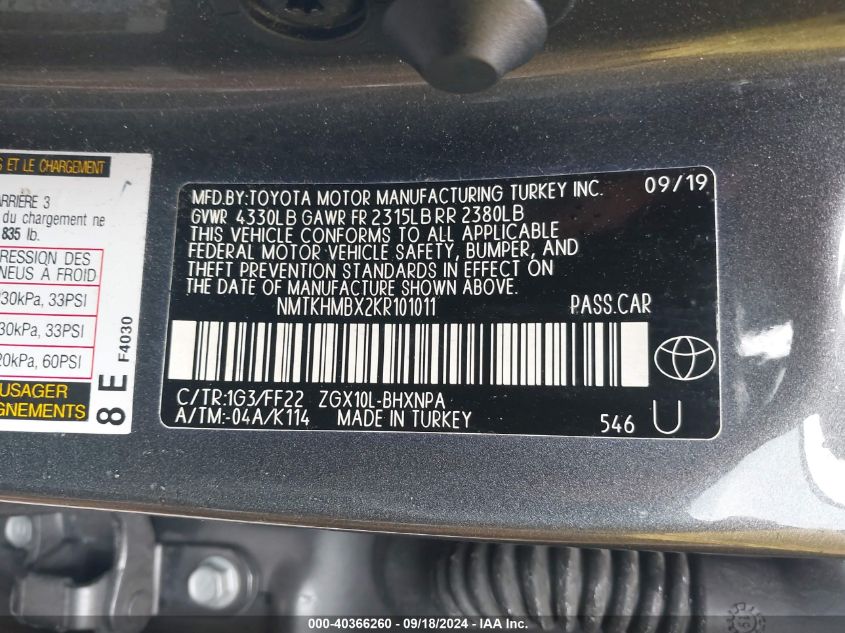 S ET LE CHARGEMENT
ARRIÈRE 3
du chargement ne
835 lb.
RESSION DES
NEUS À FROID
230kPa, 33PSI
30kPa, 33PSI
20kPa, 60PSI
USAGER
GNEMENTS
8 E F4030
MFD.BY:TOYOTA MOTOR MANUFACTURING TURKEY INC. 09/19
GVWR 4330LB GAWR FR 2315LB RR 2380LB
THIS VEHICLE CONFORMS TO ALL APPLICABLE
FEDERAL MOTOR VEHICLE SAFETY, BUMPER, AND
THEFT PREVENTION STANDARDS IN EFFECT ON
THE DATE OF MANUFACTURE SHOWN ABOVE.
NMTKHMBX2KR101011 PASS.CAR
C/TR:1G3/FF22 ZGX10L-BHXNPA
A/TM:-04A/K114 MADE IN TURKEY 546 U
000-40366260 - 09/18/2024 - IAA Inc.